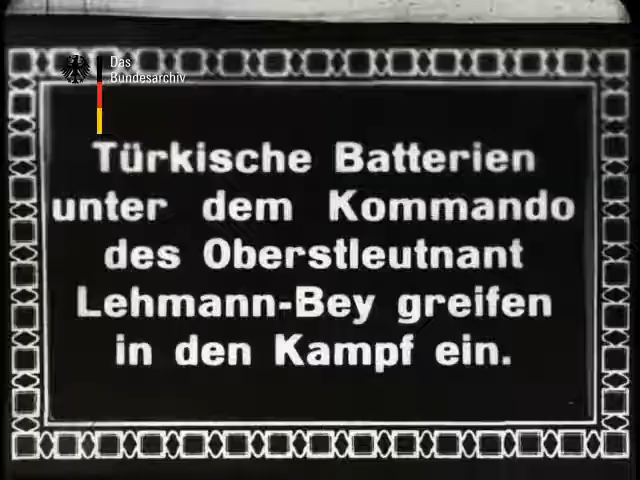 Das
Bundesarchiv
Türkische Batterien
unter dem Kommando
des Oberstleutnant
Lehmann-Bey greifen
in den Kampf ein.